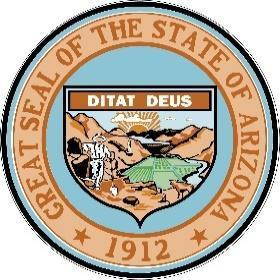 GREAT SEAL OF THE STATE OF ARIZONA
DITAT DEUS
1912